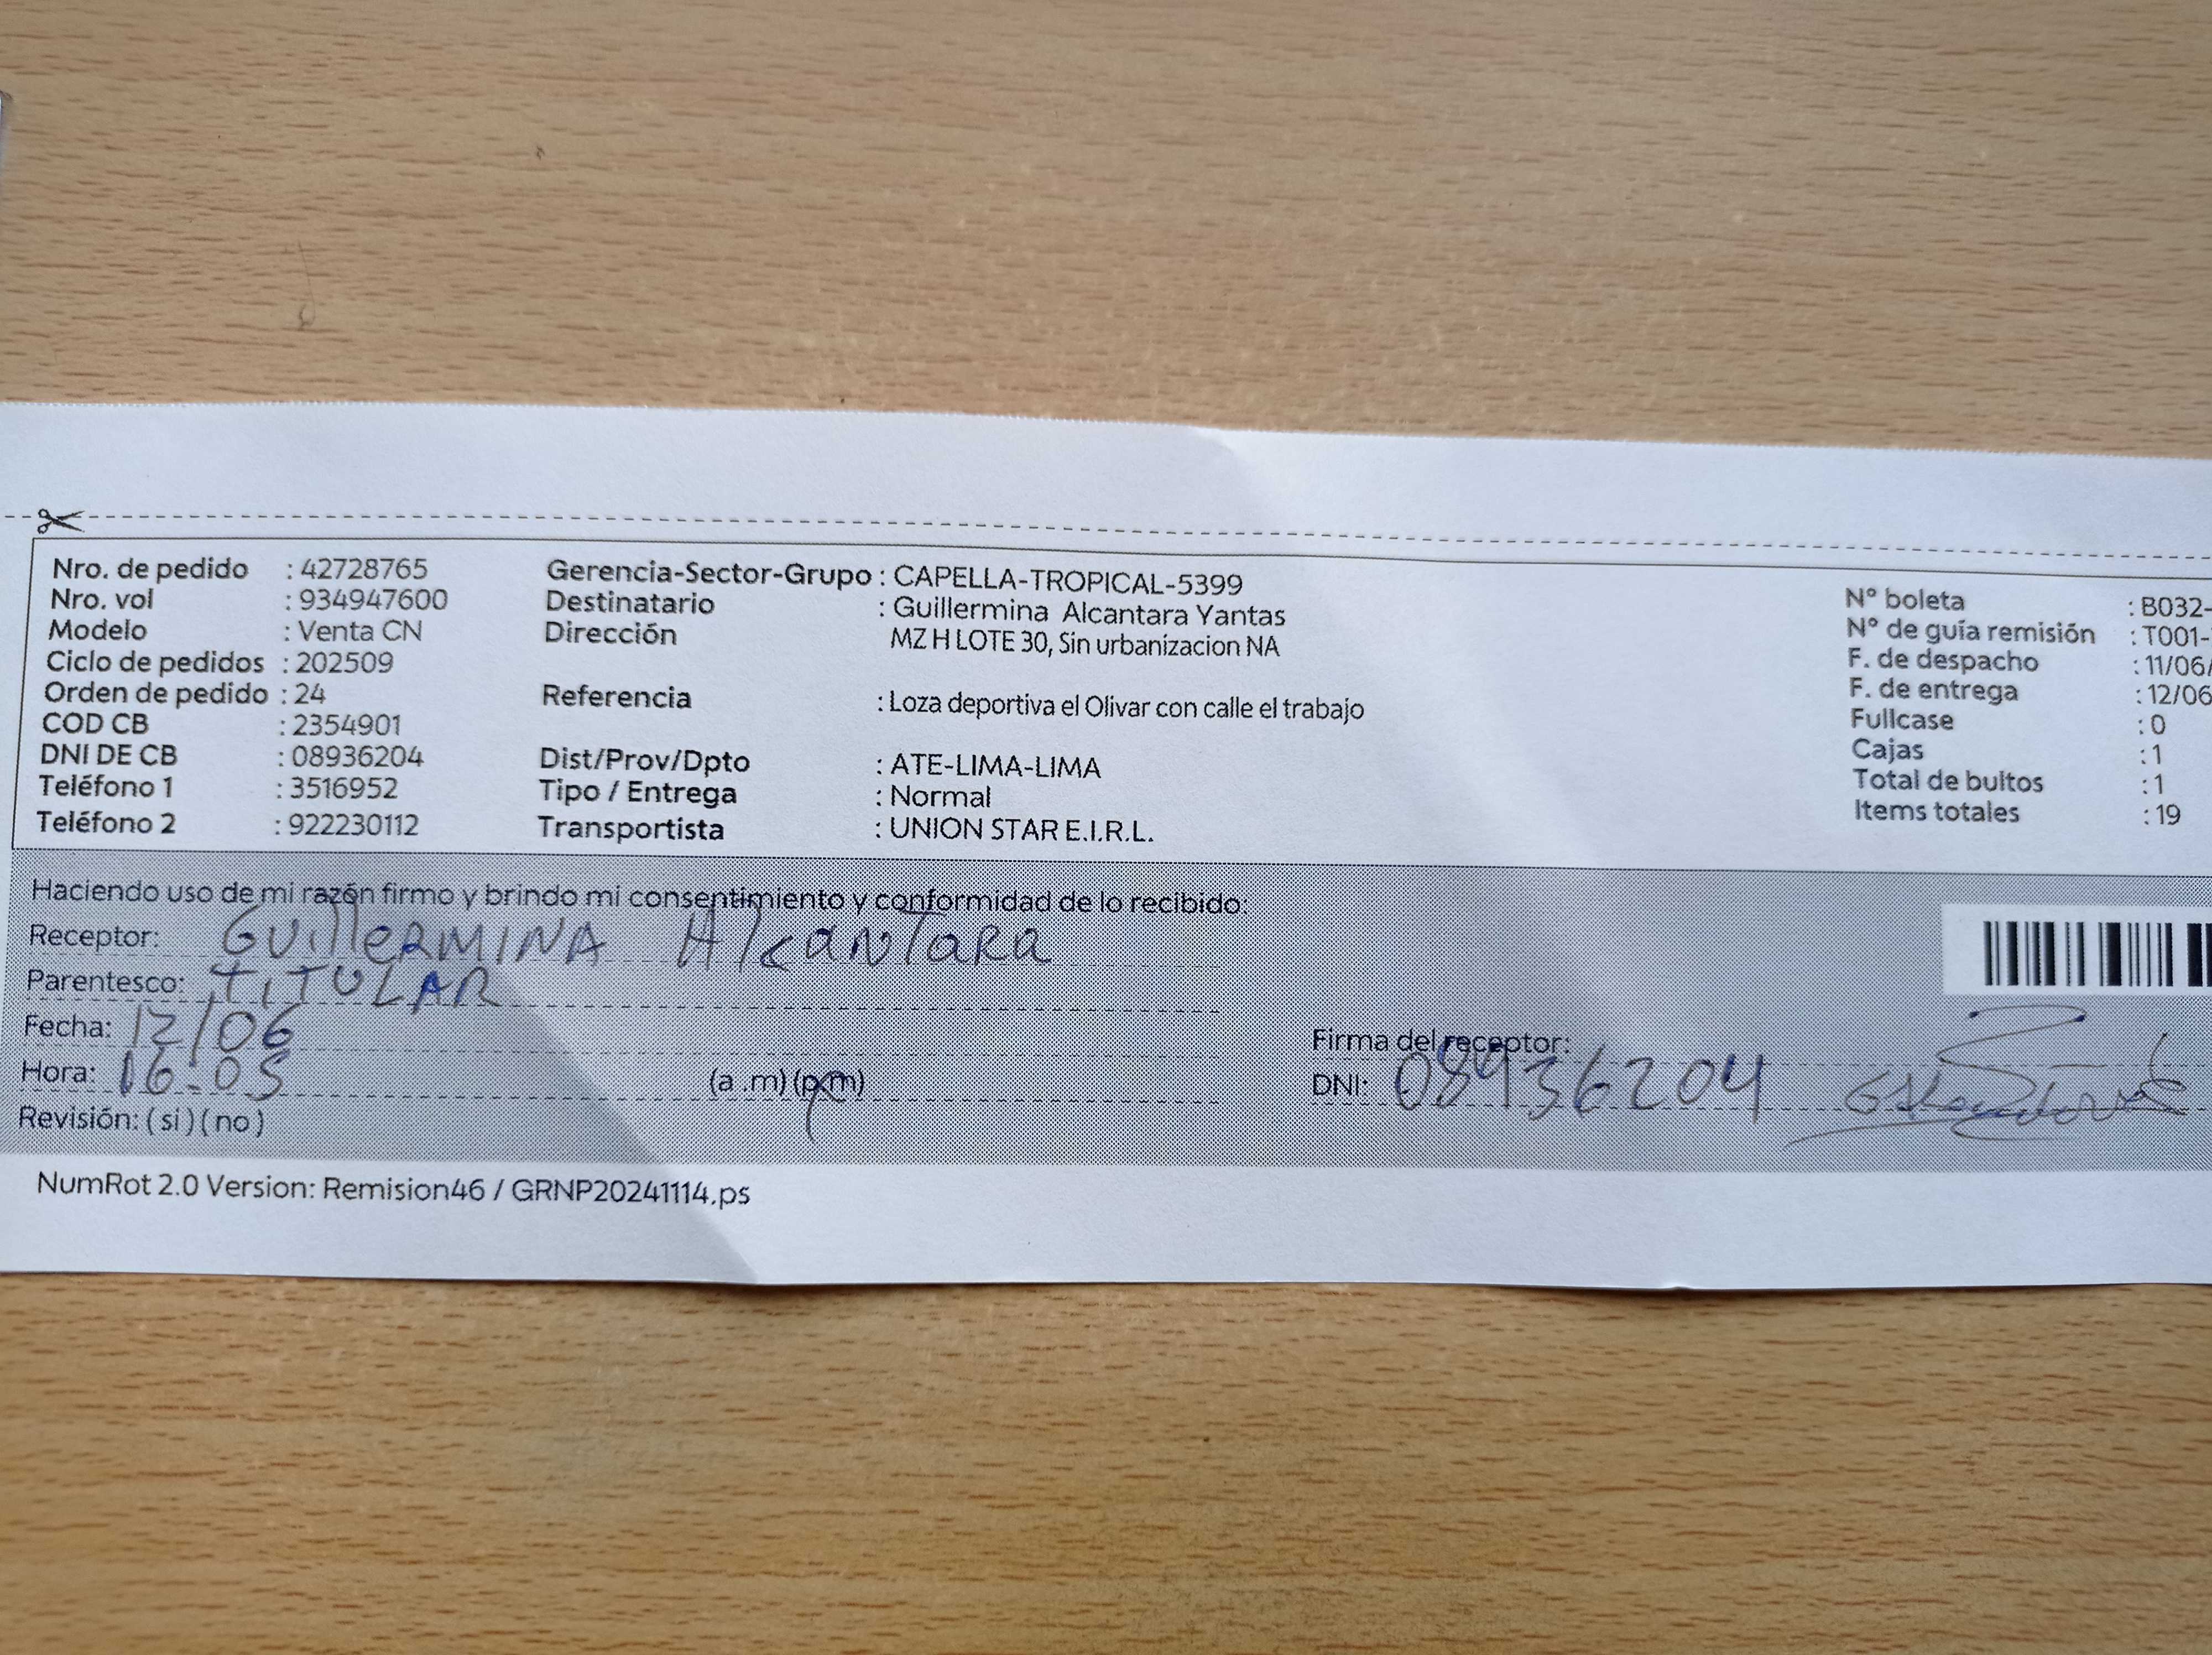 Nro. de pedido : 42728765
Nro. vol : 934947600
Modelo : Venta CN
Ciclo de pedidos : 202509
Orden de pedido : 24
COD CB : 2354901
DNI DE CB : 08936204
Teléfono 1 : 3516952
Teléfono 2 : 922230112
Gerencia-Sector-Grupo : CAPELLA-TROPICAL-5399
Destinatario : Guillermina Alcantara Yantas
Dirección MZ H LOTE 30, Sin urbanizacion NA
Referencia : Loza deportiva el Olivar con calle el trabajo
Dist/Prov/Dpto : ATE-LIMA-LIMA
Tipo / Entrega : Normal
Transportista : UNION STAR E.I.R.L.
N° boleta : B032-
N° de guía remisión : T001-
F. de despacho : 11/06/
F. de entrega : 12/06
Fullcase : 0
Cajas : 1
Total de bultos : 1
Items totales : 19
Haciendo uso de mi razón firmo y brindo mi consentimiento y conformidad de lo recibido:
Receptor: GUIllERMINA AlcanTaRa
Parentesco: TITULAR
Fecha: 12/06
Hora: 16:05 (a .m) (p.m)
Revisión: ( si ) ( no )
Firma del receptor:
DNI: 08936204
NumRot 2.0 Version: Remision46 / GRNP20241114.ps